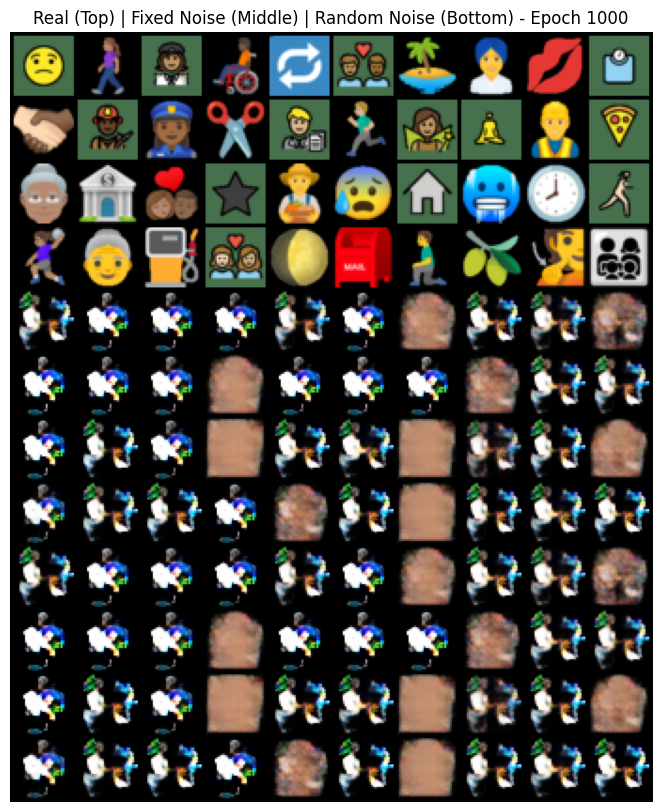 Real (Top) | Fixed Noise (Middle) | Random Noise (Bottom) - Epoch 1000
MAIL